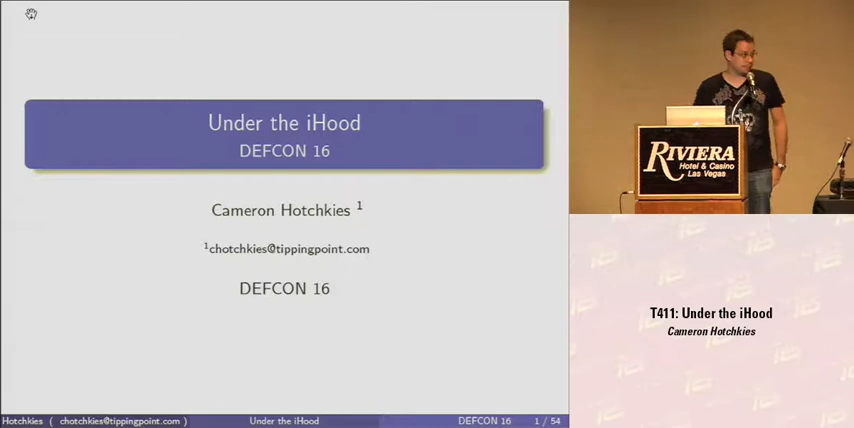 Under the iHood
DEFCON 16
Cameron Hotchkies 1
1chotchkies@tippingpoint.com
DEFCON 16
Hotchkies ( chotchkies@tippingpoint.com ) Under the iHood DEFCON 16 1 / 54
RIVIERA
Hotel & Casino
Las Vegas
T411: Under the iHood
Cameron Hotchkies